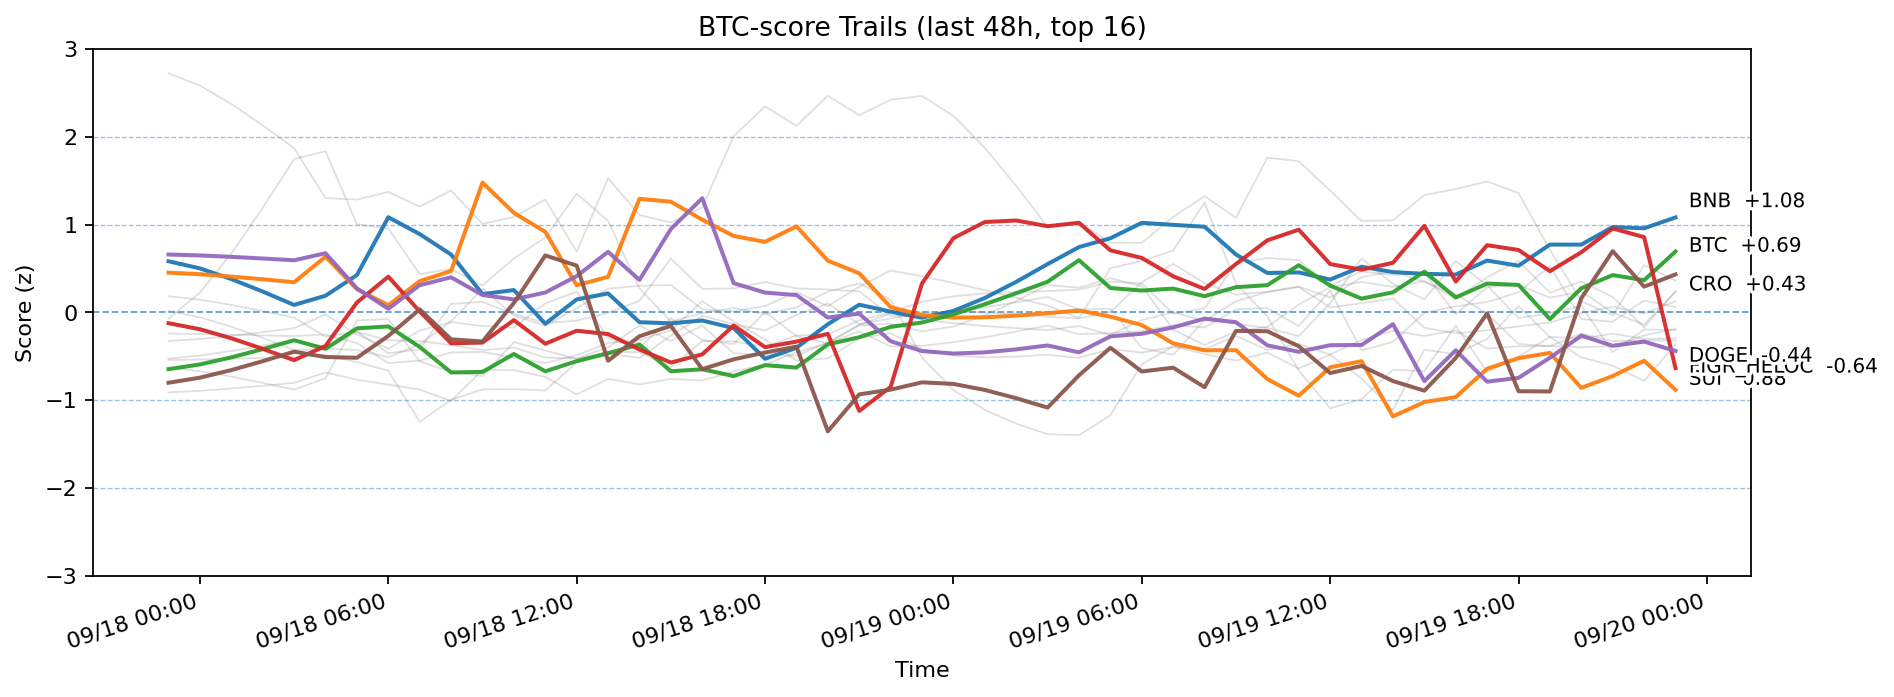 BTC-score Trails (last 48h, top 16)
Score (z)
3
2
1
0
−1
−2
−3
BNB +1.08
BTC +0.69
CRO +0.43
DOGE -0.44
-0.64
SUI -0.88
09/18 00:00
09/18 06:00
09/18 12:00
09/18 18:00
09/19 00:00
09/19 06:00
09/19 12:00
09/19 18:00
09/20 00:00
Time